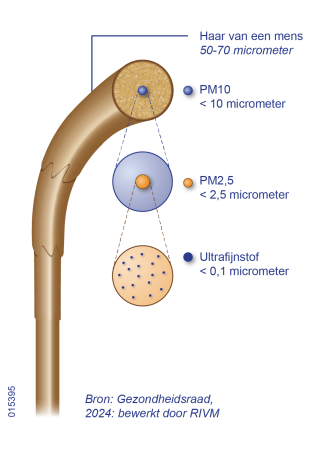 Haar van een mens
50-70 micrometer
PM10
< 10 micrometer
PM2,5
< 2,5 micrometer
Ultrafijnstof
< 0,1 micrometer
Bron: Gezondheidsraad,
2024: bewerkt door RIVM
015395